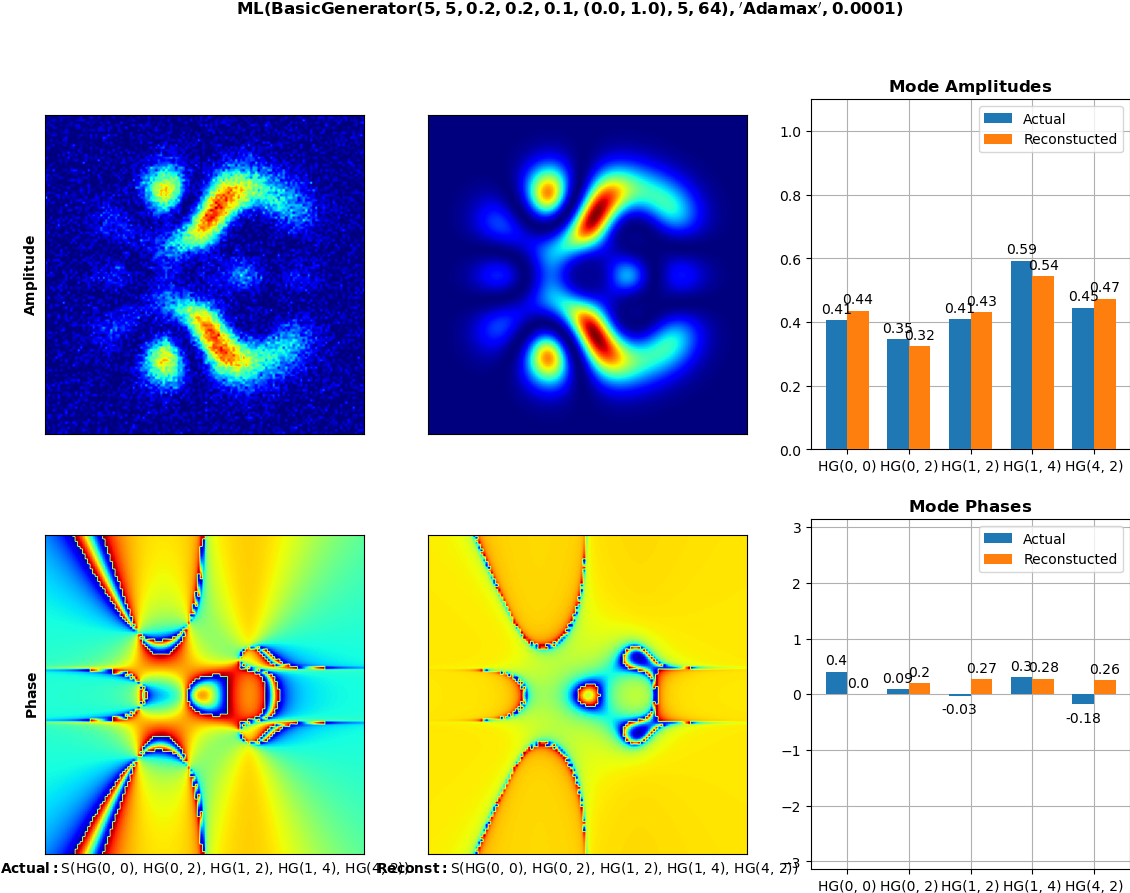 ML(BasicGenerator(5, 5, 0.2, 0.2, 0.1, (0.0, 1.0), 5, 64), ′Adamax′, 0.0001)
Amplitude
Mode Amplitudes
Actual
Reconstucted
1.0
0.8
0.6
0.4
0.2
0.0
0.41
0.44
0.35
0.32
0.41
0.43
0.59
0.54
0.45
0.47
HG(0, 0) HG(0, 2) HG(1, 2) HG(1, 4) HG(4, 2)
Phase
Actual: S(HG(0, 0), HG(0, 2), HG(1, 2), HG(1, 4), HG(4, 2))
Reconst: S(HG(0, 0), HG(0, 2), HG(1, 2), HG(1, 4), HG(4, 2))
Mode Phases
Actual
Reconstucted
3
2
1
0
−1
−2
−3
0.4
0.0
0.09
0.2
-0.03
0.27
0.3
0.28
-0.18
0.26
HG(0, 0) HG(0, 2) HG(1, 2) HG(1, 4) HG(4, 2)